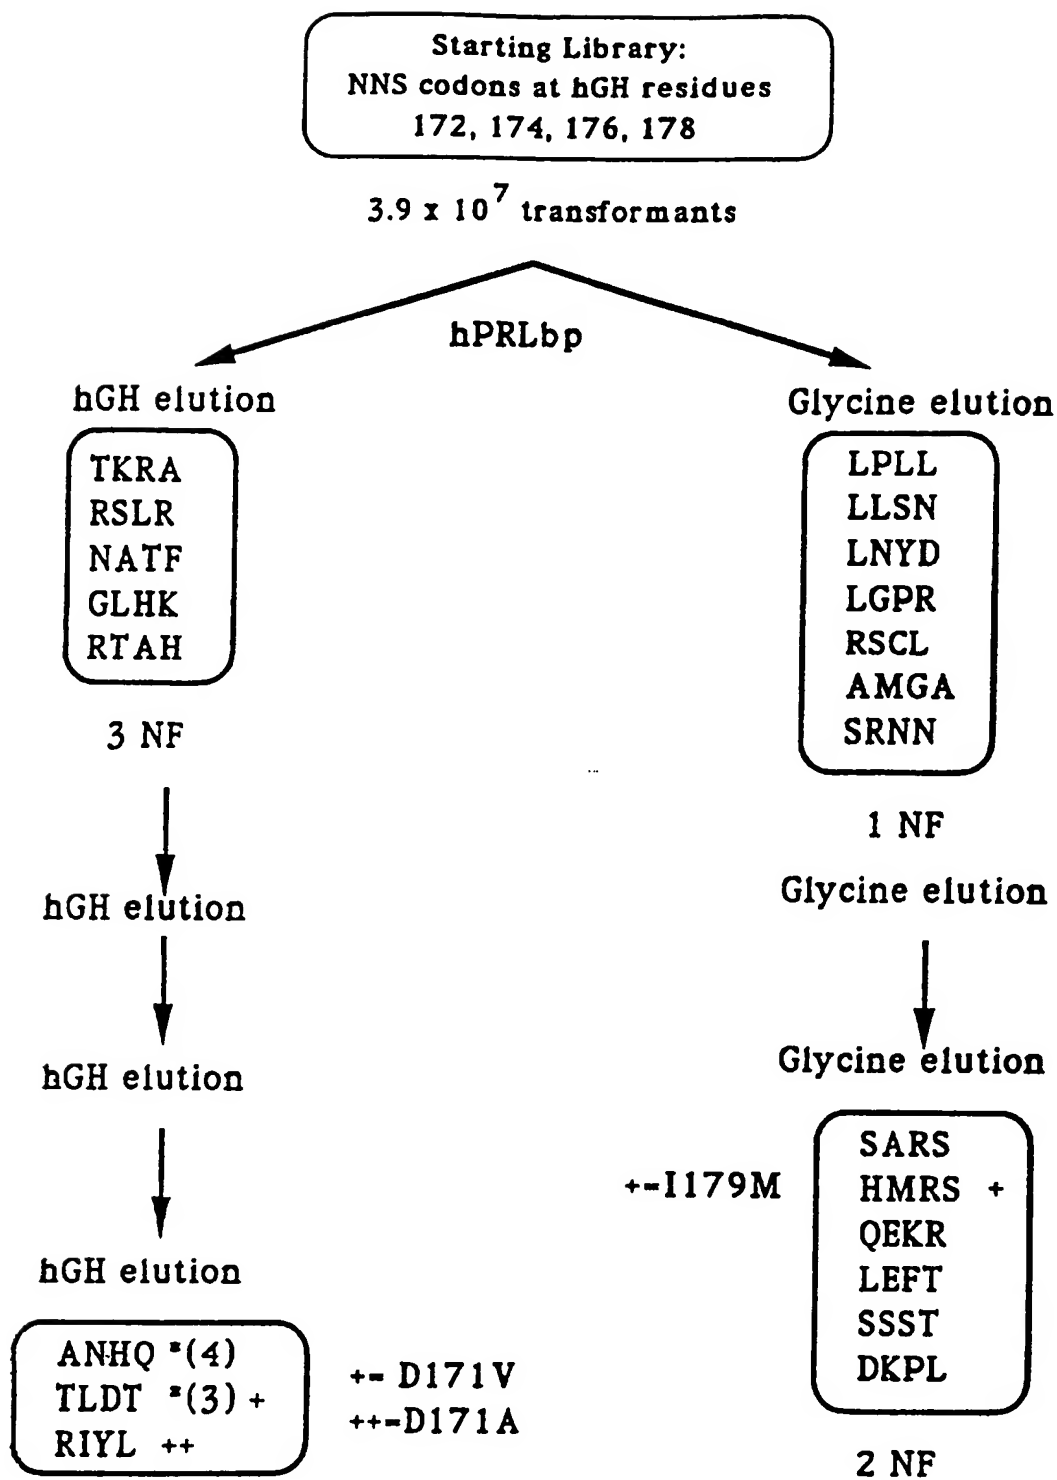 Starting Library:
NNS codons at hGH residues
172, 174, 176, 178
3.9 x 10^7 transformants
hPRLbp
hGH elution
TKRA
RSLR
NATF
GLHK
RTAH
3 NF
hGH elution
hGH elution
hGH elution
ANHQ *(4)
TLDT *(3) +
RIYL ++
+= D171V
++=D171A
Glycine elution
LPLL
LLSN
LNYD
LGPR
RSCL
AMGA
SRNN
1 NF
Glycine elution
Glycine elution
+=I179M
SARS
HMRS +
QEKR
LEFT
SSST
DKPL
2 NF